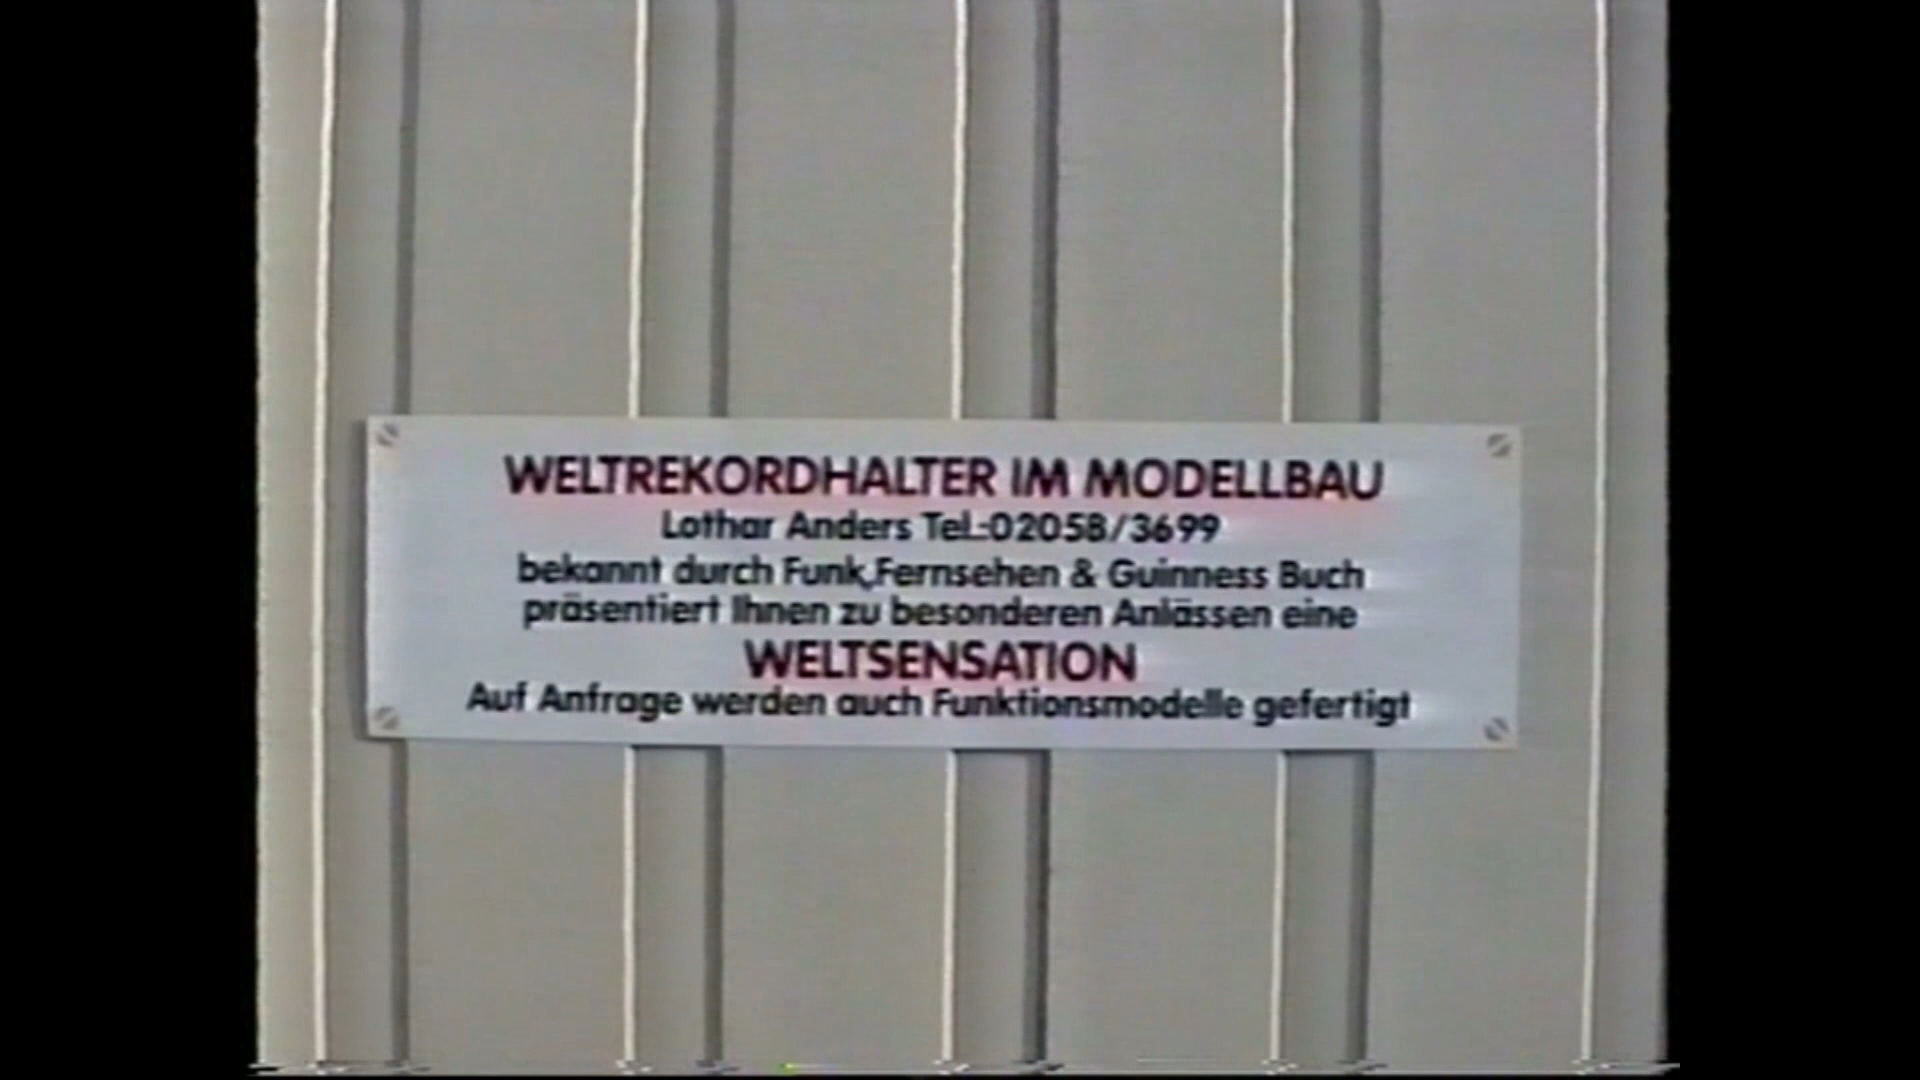 WELTREKORDHALTER IM MODELLBAU
Lothar Anders Tel.:02058/3699
bekannt durch Funk,Fernsehen & Guinness Buch
präsentiert Ihnen zu besonderen Anlässen eine
WELTSENSATION
Auf Anfrage werden auch Funktionsmodelle gefertigt